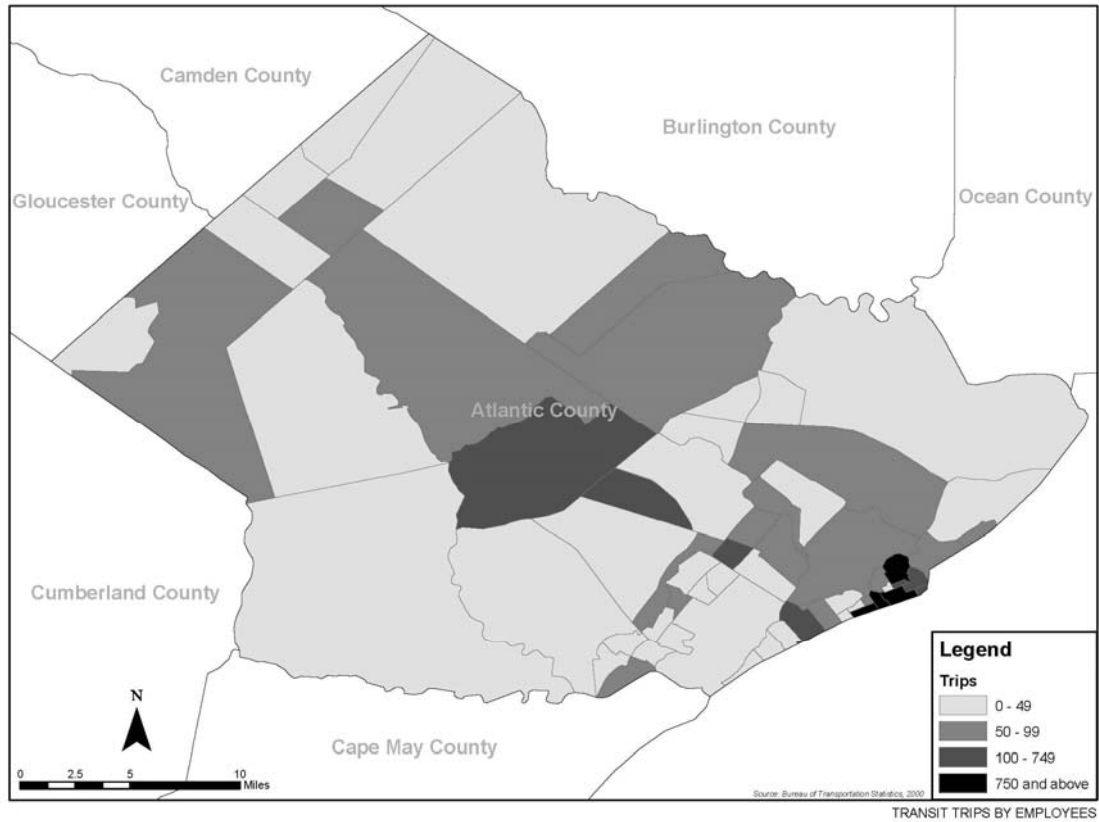 Camden County
Burlington County
Gloucester County
Ocean County
Atlantic County
Cumberland County
Cape May County
N
0 2.5 5 10
Miles
Legend
Trips
0 - 49
50 - 99
100 - 749
750 and above
Source: Bureau of Transportation Statistics, 2000
TRANSIT TRIPS BY EMPLOYEES